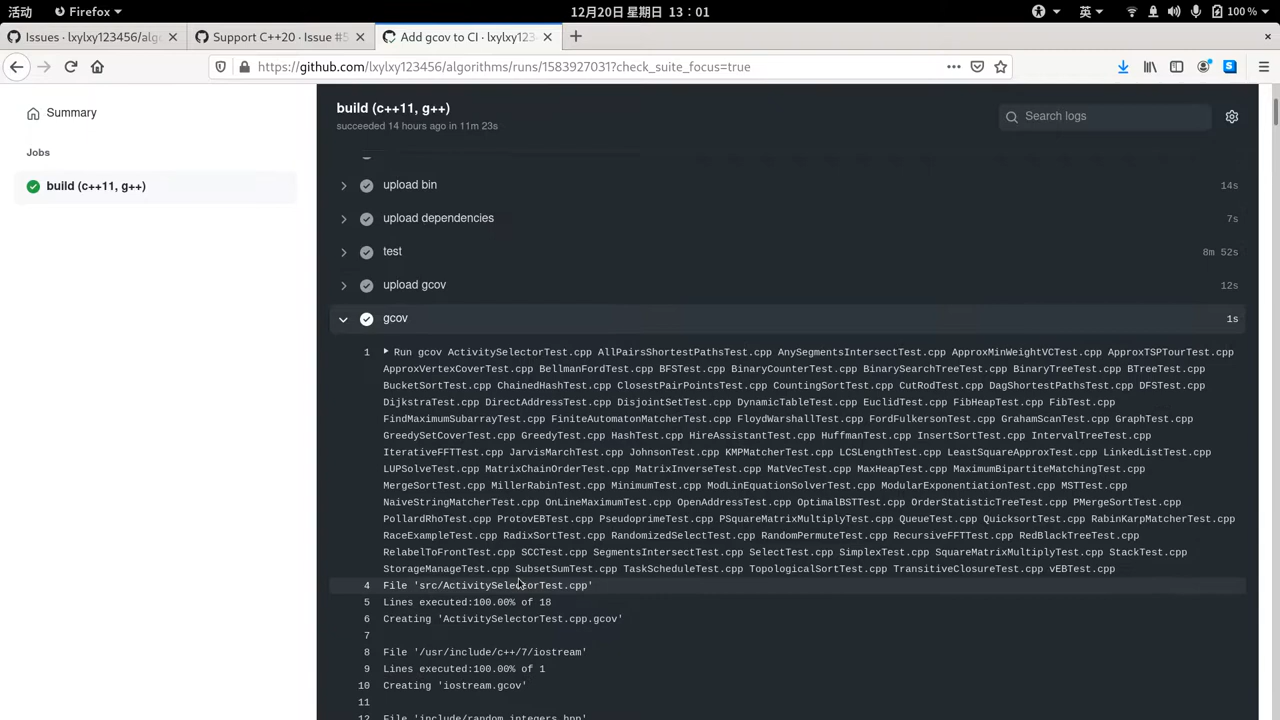 活动
Firefox
12月20日 星期日 13：01
英
100 %
Issues · lxylxy123456/algo
Support C++20 · Issue #5
Add gcov to CI · lxylxy1234
https://github.com/lxylxy123456/algorithms/runs/1583927031?check_suite_focus=true
Summary
Jobs
build (c++11, g++)
build (c++11, g++)
succeeded 14 hours ago in 11m 23s
Search logs
upload bin 14s
upload dependencies 7s
test 8m 52s
upload gcov 12s
gcov 1s
1 Run gcov ActivitySelectorTest.cpp AllPairsShortestPathsTest.cpp AnySegmentsIntersectTest.cpp ApproxMinWeightVCTest.cpp ApproxTSPTourTest.cpp
ApproxVertexCoverTest.cpp BellmanFordTest.cpp BFSTest.cpp BinaryCounterTest.cpp BinarySearchTreeTest.cpp BinaryTreeTest.cpp BTreeTest.cpp
BucketSortTest.cpp ChainedHashTest.cpp ClosestPairPointsTest.cpp CountingSortTest.cpp CutRodTest.cpp DagShortestPathsTest.cpp DFSTest.cpp
DijkstraTest.cpp DirectAddressTest.cpp DisjointSetTest.cpp DynamicTableTest.cpp EuclidTest.cpp FibHeapTest.cpp FibTest.cpp
FindMaximumSubarrayTest.cpp FiniteAutomatonMatcherTest.cpp FloydWarshallTest.cpp FordFulkersonTest.cpp GrahamScanTest.cpp GraphTest.cpp
GreedySetCoverTest.cpp GreedyTest.cpp HashTest.cpp HireAssistantTest.cpp HuffmanTest.cpp InsertSortTest.cpp IntervalTreeTest.cpp
IterativeFFTTest.cpp JarvisMarchTest.cpp JohnsonTest.cpp KMPMatcherTest.cpp LCSLengthTest.cpp LeastSquareApproxTest.cpp LinkedListTest.cpp
LUPSolveTest.cpp MatrixChainOrderTest.cpp MatrixInverseTest.cpp MatVecTest.cpp MaxHeapTest.cpp MaximumBipartiteMatchingTest.cpp
MergeSortTest.cpp MillerRabinTest.cpp MinimumTest.cpp ModLinEquationSolverTest.cpp ModularExponentiationTest.cpp MSTTest.cpp
NaiveStringMatcherTest.cpp OnLineMaximumTest.cpp OpenAddressTest.cpp OptimalBSTTest.cpp OrderStatisticTreeTest.cpp PMergeSortTest.cpp
PollardRhoTest.cpp ProtovEBTest.cpp PseudoprimeTest.cpp PSquareMatrixMultiplyTest.cpp QueueTest.cpp QuicksortTest.cpp RabinKarpMatcherTest.cpp
RaceExampleTest.cpp RadixSortTest.cpp RandomizedSelectTest.cpp RandomPermuteTest.cpp RecursiveFFTTest.cpp RedBlackTreeTest.cpp
RelabelToFrontTest.cpp SCCTest.cpp SegmentsIntersectTest.cpp SelectTest.cpp SimplexTest.cpp SquareMatrixMultiplyTest.cpp StackTest.cpp
StorageManageTest.cpp SubsetSumTest.cpp TaskScheduleTest.cpp TopologicalSortTest.cpp TransitiveClosureTest.cpp vEBTest.cpp
4 File 'src/ActivitySelectorTest.cpp'
5 Lines executed:100.00% of 18
6 Creating 'ActivitySelectorTest.cpp.gcov'
7
8 File '/usr/include/c++/7/iostream'
9 Lines executed:100.00% of 1
10 Creating 'iostream.gcov'
11
12 File 'include/random_integers.hpp'